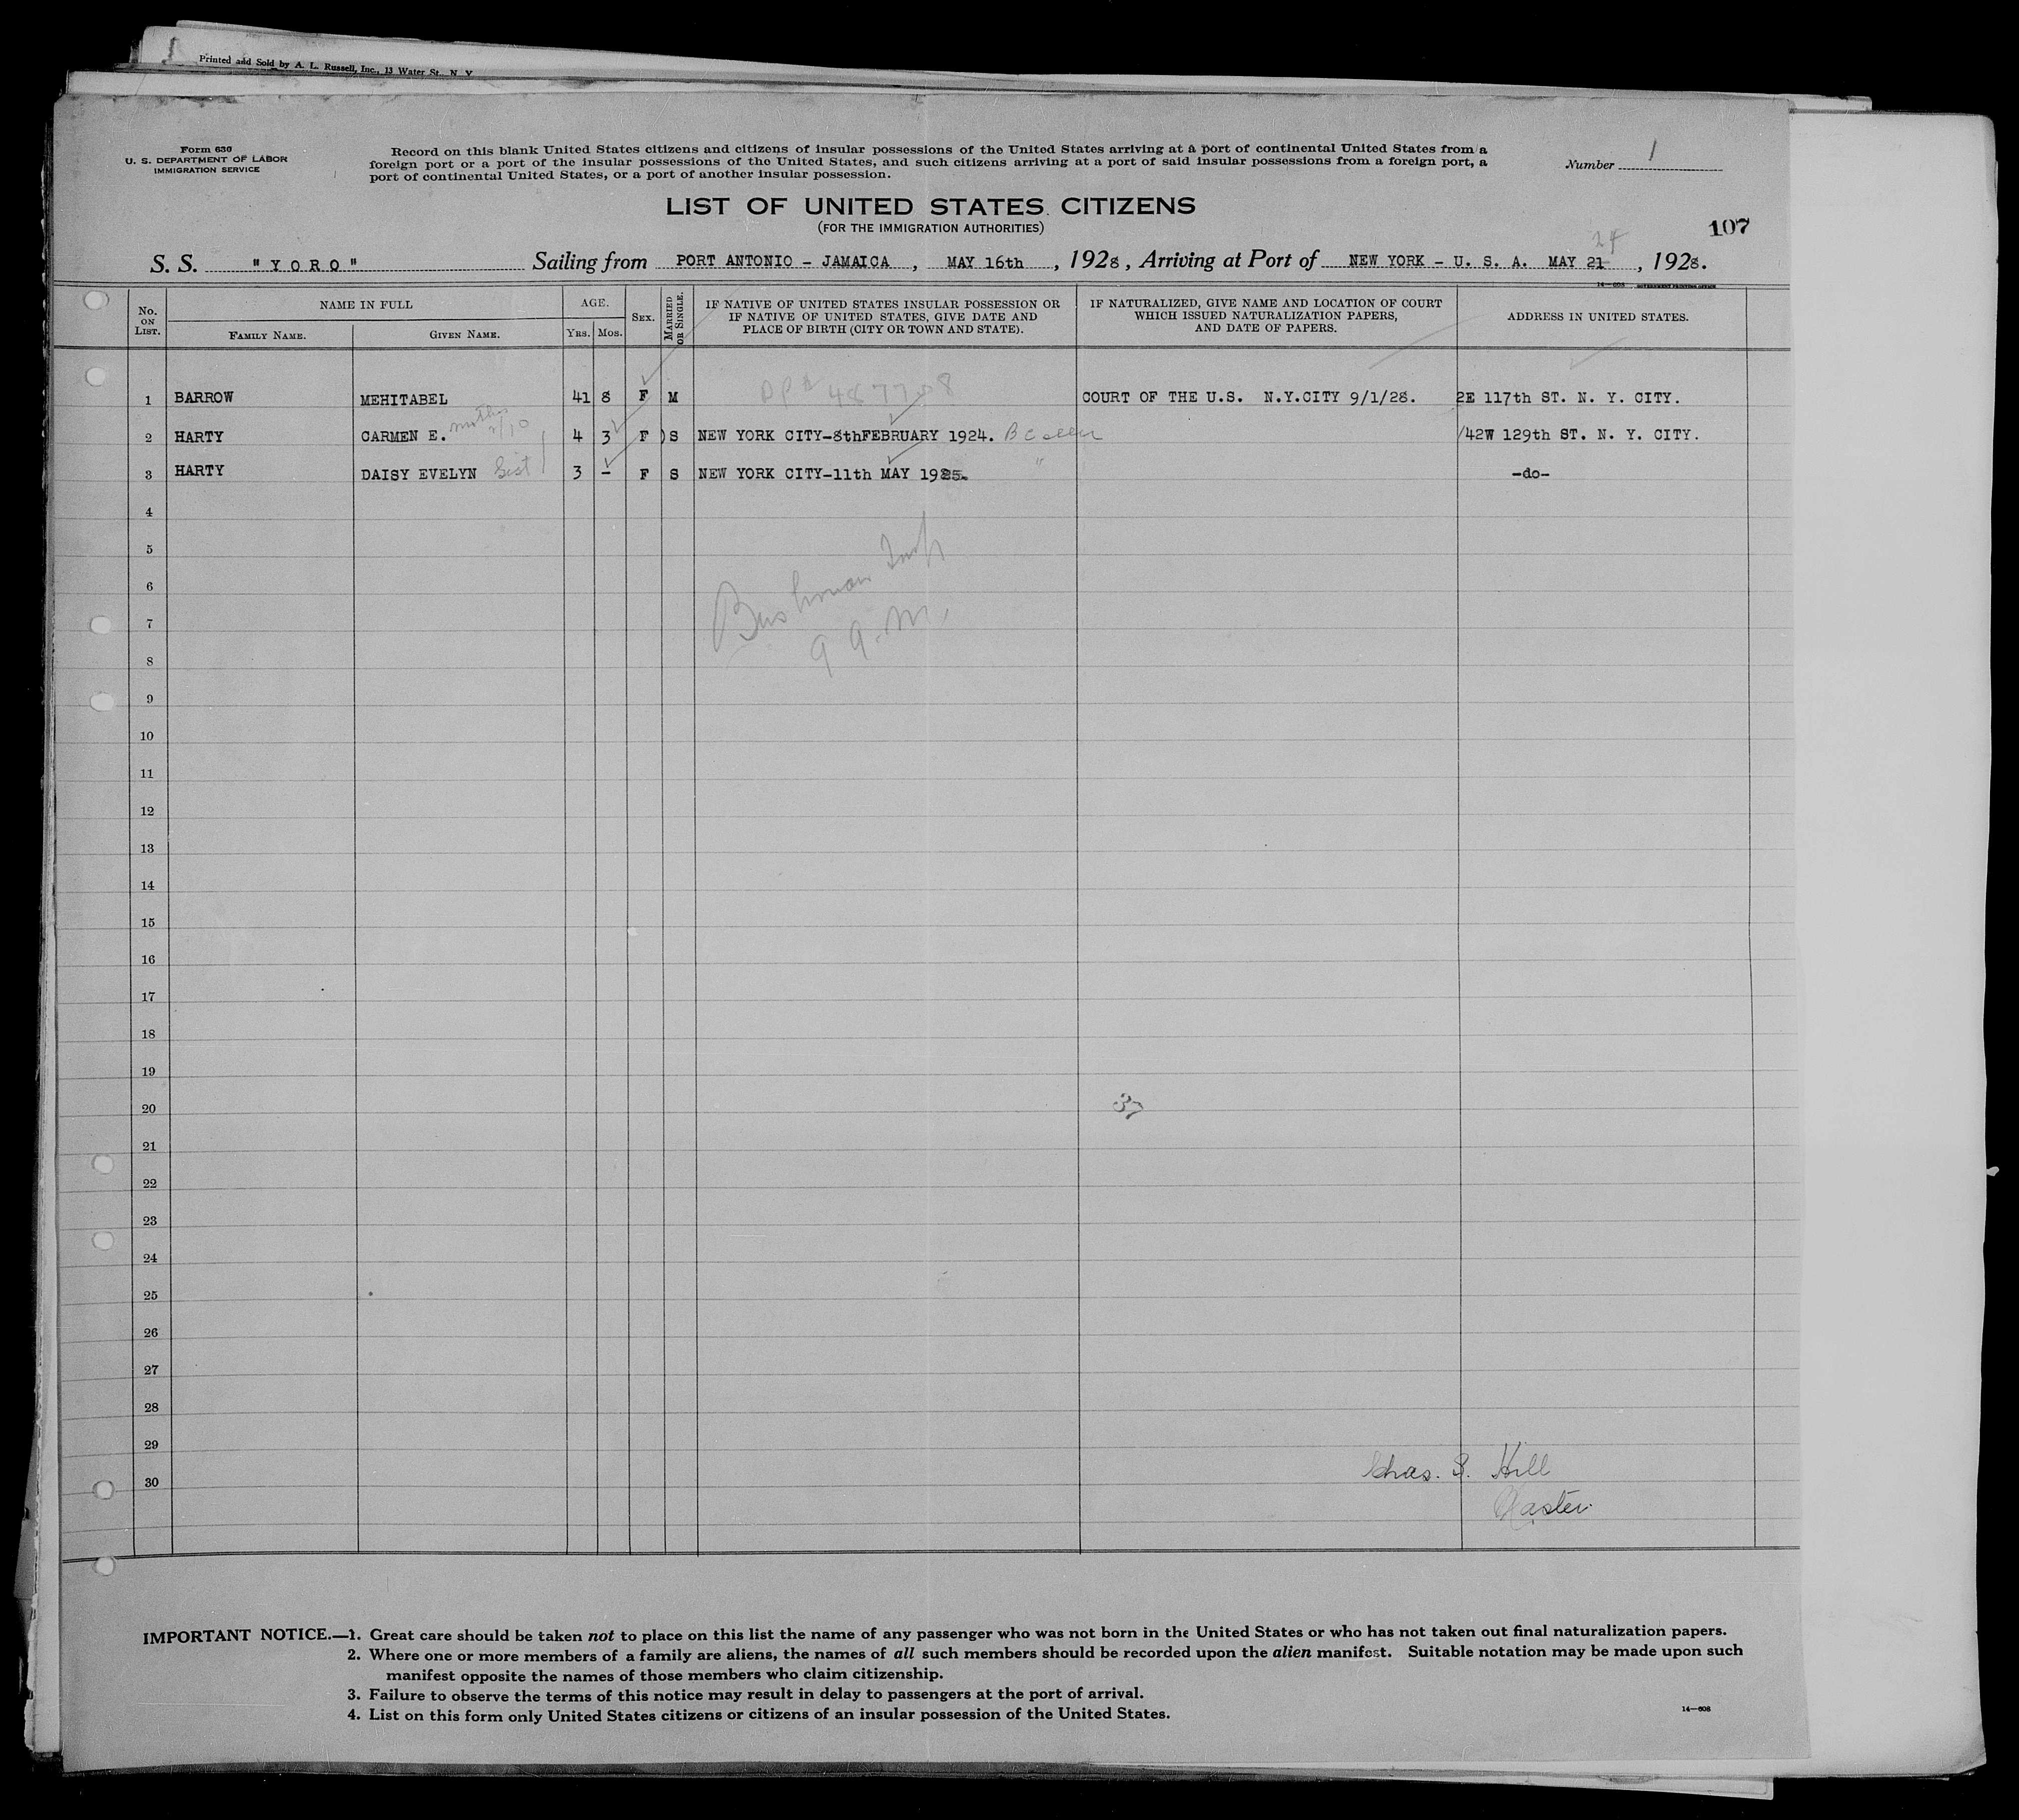 Printed and Sold by A. L. Russell, Inc., 13 Water St., N. Y.
Form 636
U. S. DEPARTMENT OF LABOR
IMMIGRATION SERVICE
Record on this blank United States citizens and citizens of insular possessions of the United States arriving at a port of continental United States from a
foreign port or a port of the insular possessions of the United States, and such citizens arriving at a port of said insular possessions from a foreign port, a
port of continental United States, or a port of another insular possession.
Number 1
LIST OF UNITED STATES CITIZENS
(FOR THE IMMIGRATION AUTHORITIES)
107
24
S. S. "YORO" Sailing from PORT ANTONIO - JAMAICA, MAY 16th, 1928, Arriving at Port of NEW YORK - U. S. A. MAY 21, 1928.
No. ON LIST. NAME IN FULL FAMILY NAME. GIVEN NAME. AGE. YRS. MOS. SEX. MARRIED OR SINGLE. IF NATIVE OF UNITED STATES INSULAR POSSESSION OR IF NATIVE OF UNITED STATES, GIVE DATE AND PLACE OF BIRTH (CITY OR TOWN AND STATE). IF NATURALIZED, GIVE NAME AND LOCATION OF COURT WHICH ISSUED NATURALIZATION PAPERS, AND DATE OF PAPERS. ADDRESS IN UNITED STATES.
1 BARROW MEHITABEL 41 8 F M COURT OF THE U.S. N.Y.CITY 9/1/28. 2E 117th ST. N. Y. CITY.
2 HARTY CARMEN E. 4 3 F S NEW YORK CITY-8thFEBRUARY 1924. BC seen 142W 129th ST. N. Y. CITY.
3 HARTY DAISY EVELYN Sist 3 - F S NEW YORK CITY-11th MAY 1925. " -do-
4
5
6
7
8
9
10
11
12
13
14
15
16
17
18
19
20
37
21
22
23
24
25
26
27
28
29
30
Chas. S. Hill
Master.
IMPORTANT NOTICE.—1. Great care should be taken not to place on this list the name of any passenger who was not born in the United States or who has not taken out final naturalization papers.
2. Where one or more members of a family are aliens, the names of all such members should be recorded upon the alien manifest. Suitable notation may be made upon such
manifest opposite the names of those members who claim citizenship.
3. Failure to observe the terms of this notice may result in delay to passengers at the port of arrival.
4. List on this form only United States citizens or citizens of an insular possession of the United States.
14—608